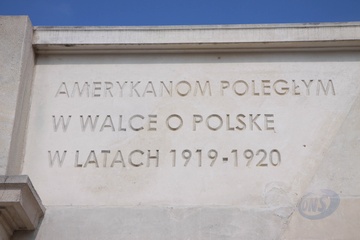 AMERYKANOM POLEGŁYM
W WALCE O POLSKĘ
W LATACH 1919-1920